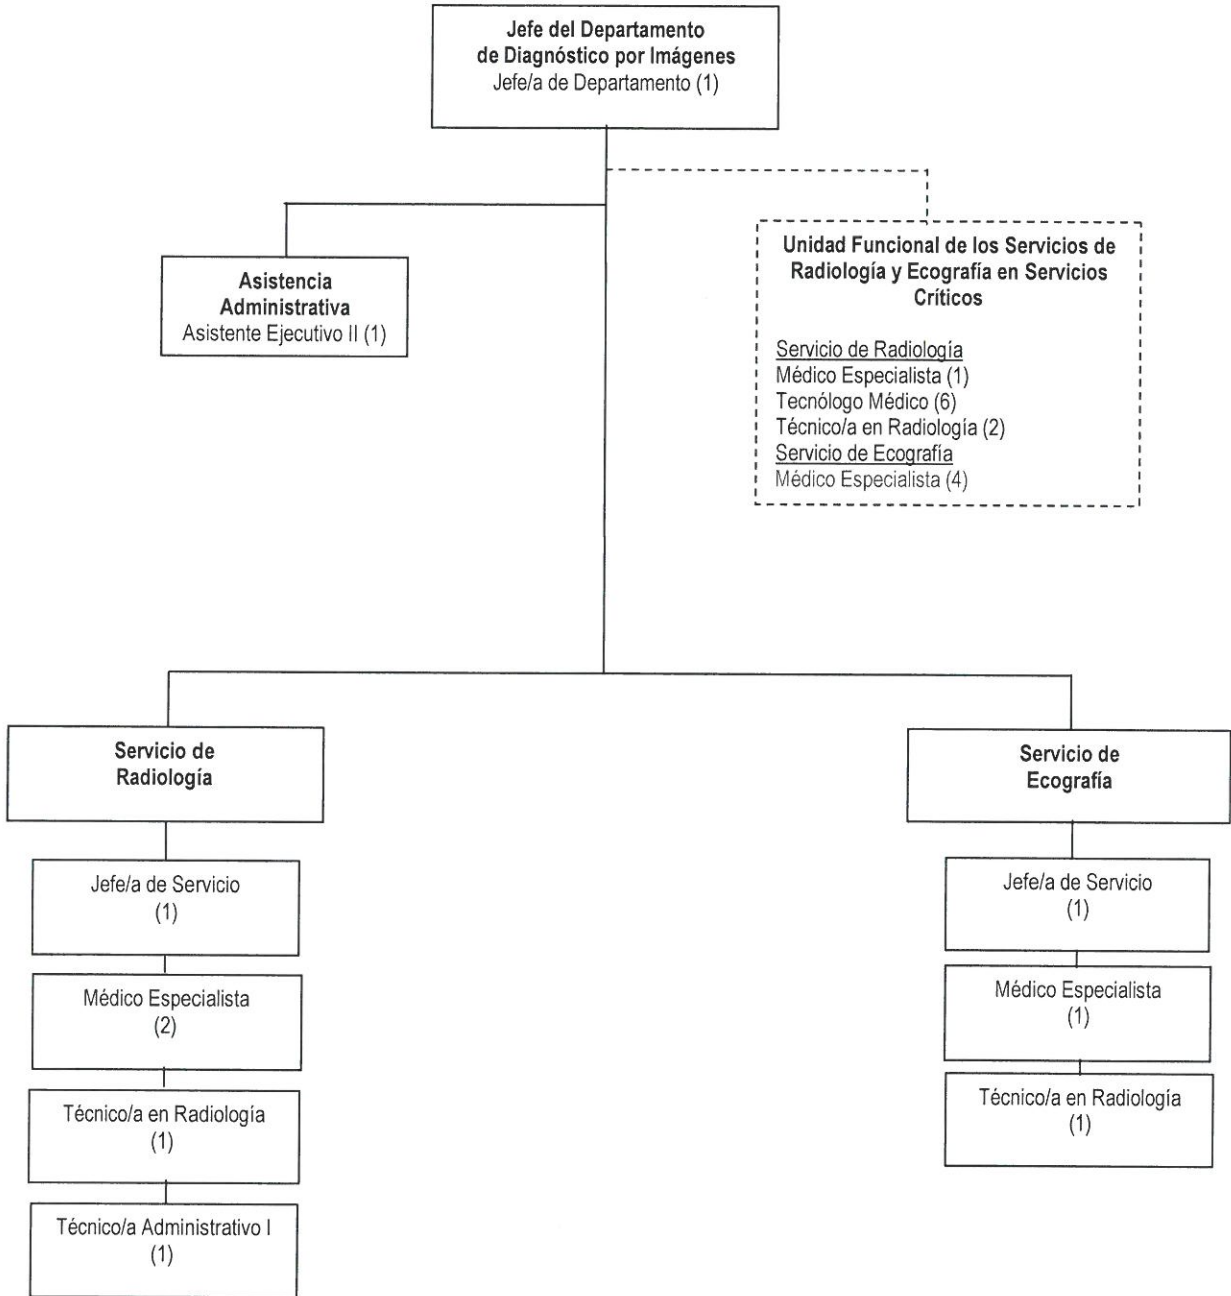 Jefe del Departamento
de Diagnóstico por Imágenes
Jefe/a de Departamento (1)
Asistencia
Administrativa
Asistente Ejecutivo II (1)
Unidad Funcional de los Servicios de
Radiología y Ecografía en Servicios
Críticos
Servicio de Radiología
Médico Especialista (1)
Tecnólogo Médico (6)
Técnico/a en Radiología (2)
Servicio de Ecografía
Médico Especialista (4)
Servicio de
Radiología
Jefe/a de Servicio
(1)
Médico Especialista
(2)
Técnico/a en Radiología
(1)
Técnico/a Administrativo I
(1)
Servicio de
Ecografía
Jefe/a de Servicio
(1)
Médico Especialista
(1)
Técnico/a en Radiología
(1)